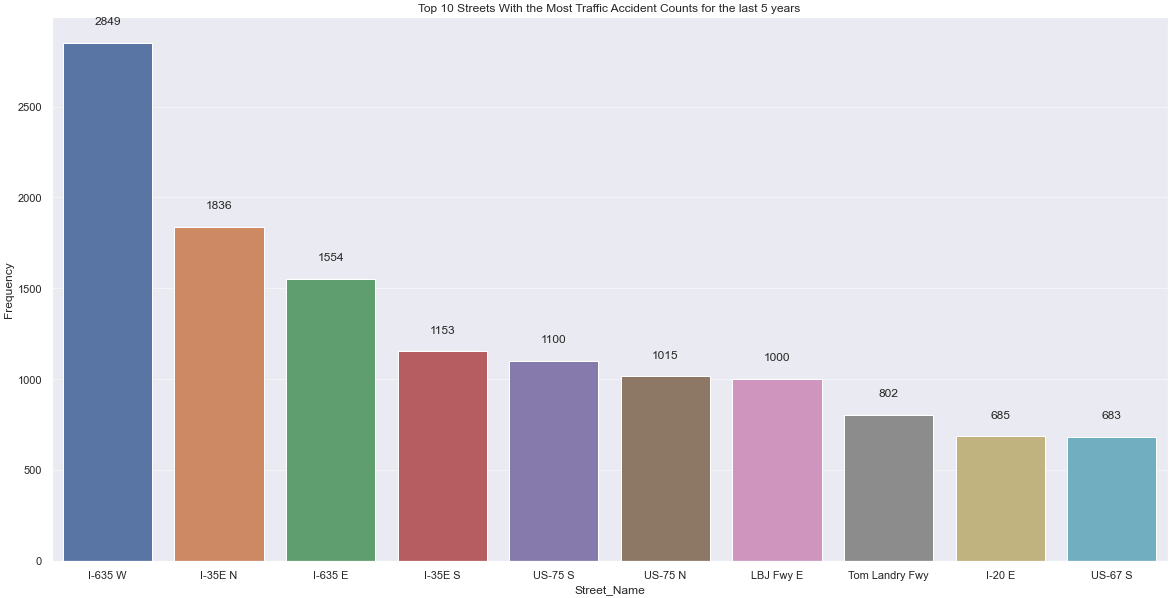 Top 10 Streets With the Most Traffic Accident Counts for the last 5 years
2849
1836
1554
1153
1100
1015
1000
802
685
683
Frequency
2500
2000
1500
1000
500
0
I-635 W
I-35E N
I-635 E
I-35E S
US-75 S
US-75 N
LBJ Fwy E
Tom Landry Fwy
I-20 E
US-67 S
Street_Name